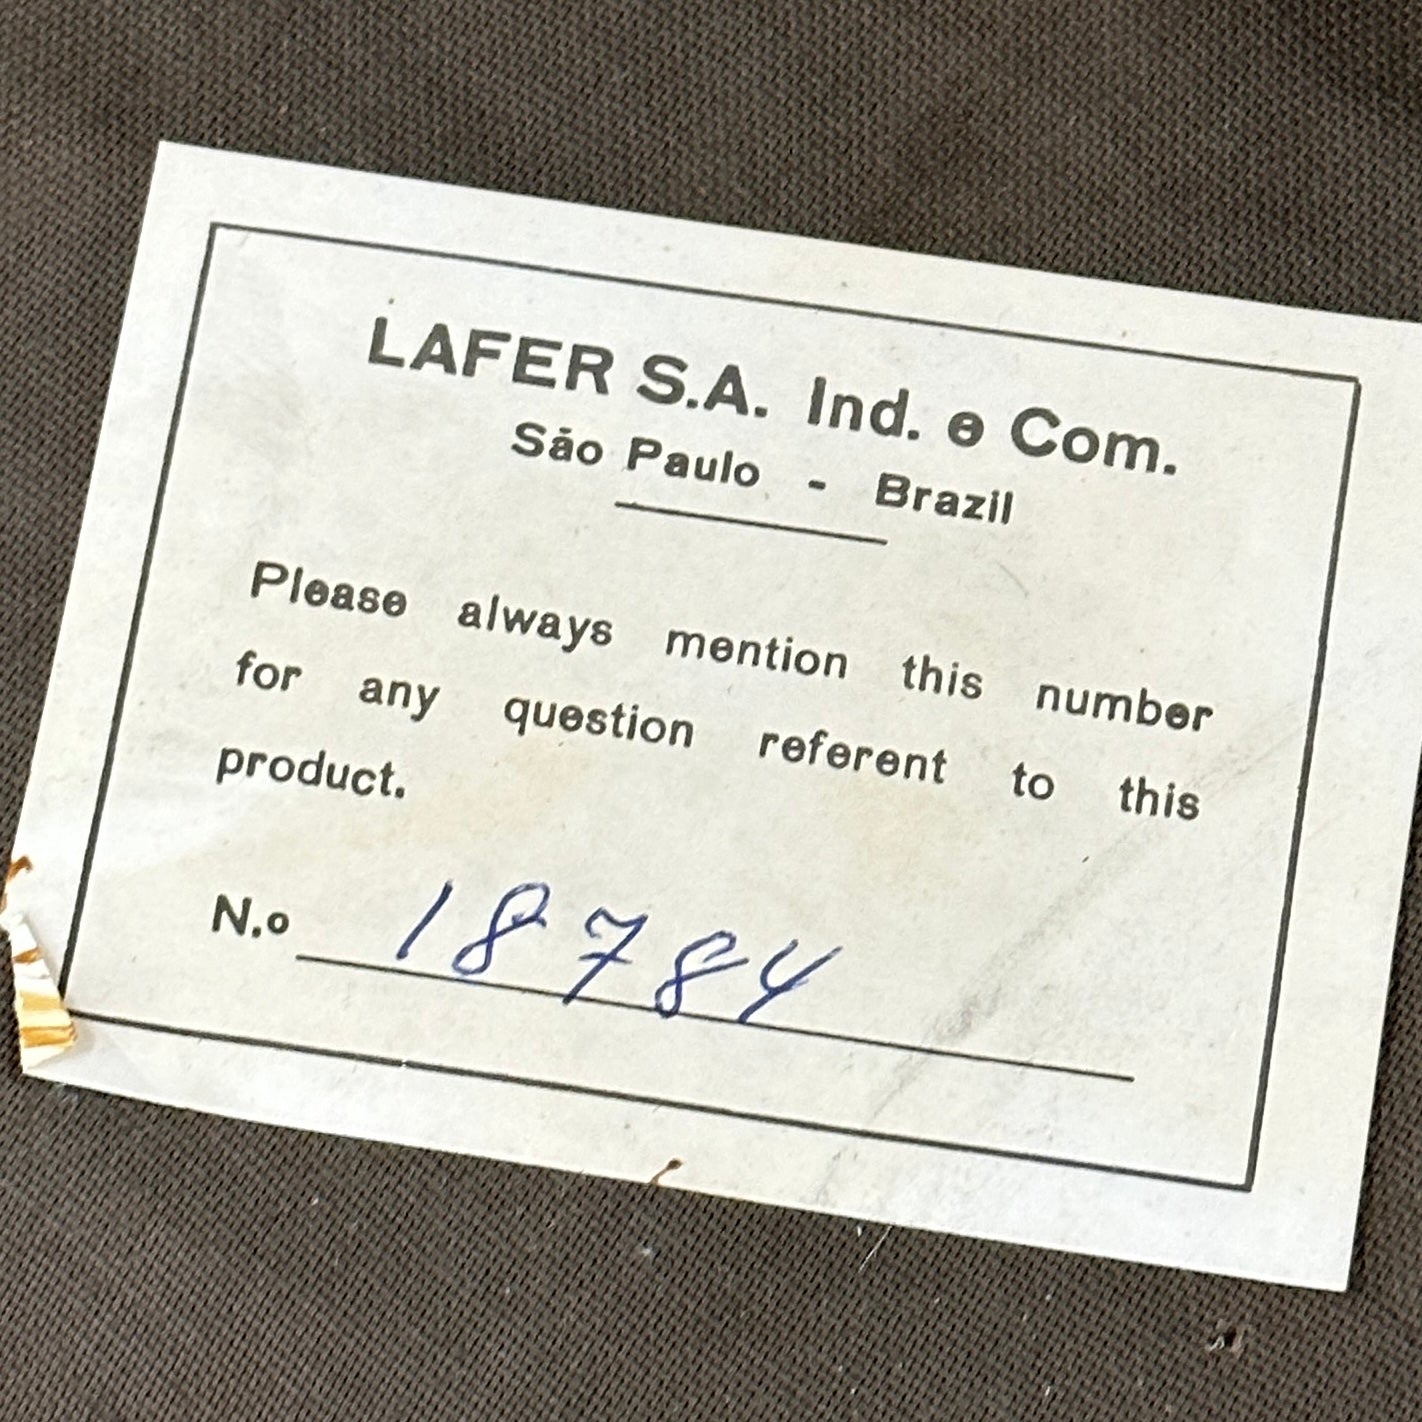 LAFER S.A. Ind. e Com.
São Paulo - Brazil
Please always mention this number
for any question referent to this
product.
N.o 18784